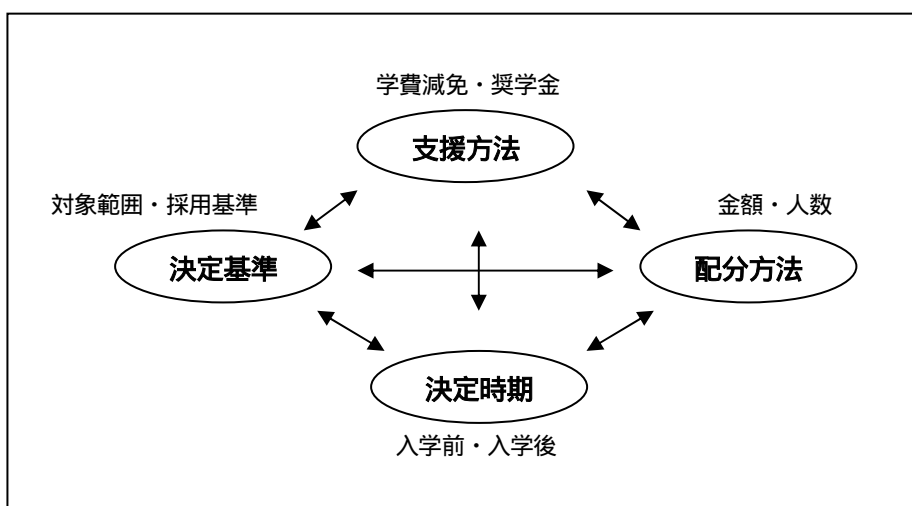 学費減免・奨学金
支援方法
対象範囲・採用基準
金額・人数
決定基準
配分方法
決定時期
入学前・入学後